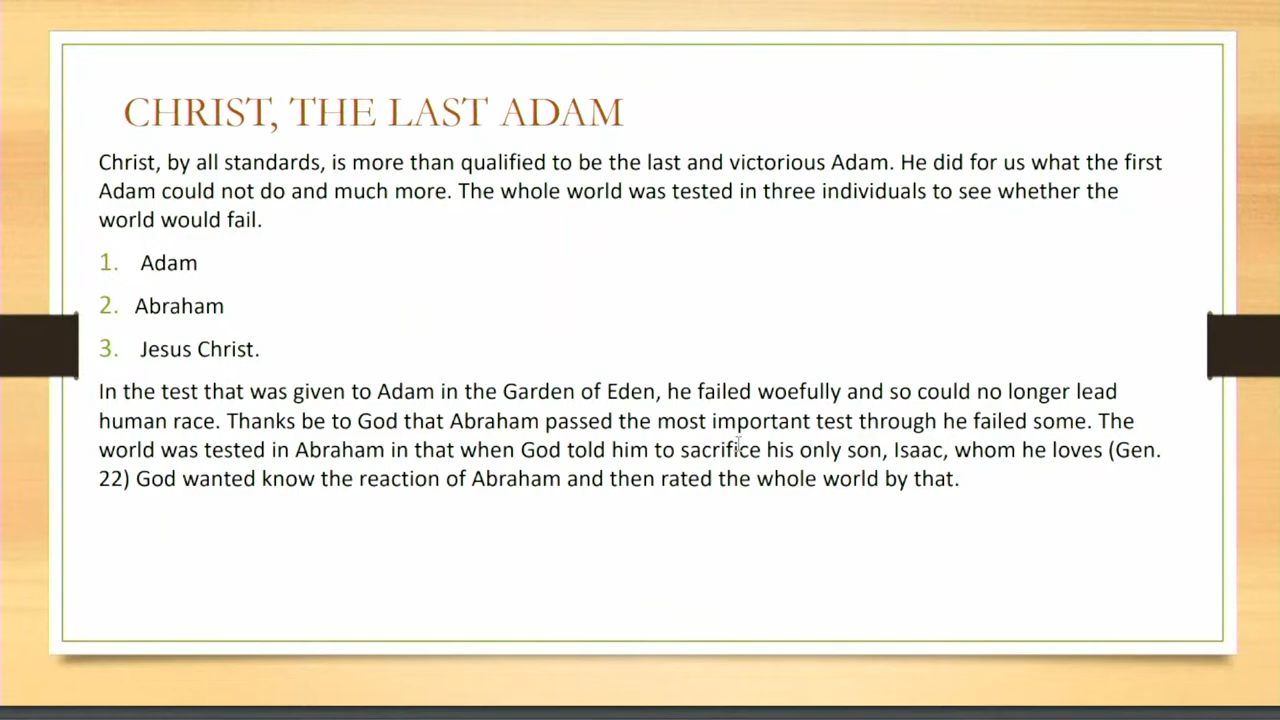 CHRIST, THE LAST ADAM
Christ, by all standards, is more than qualified to be the last and victorious Adam. He did for us what the first
Adam could not do and much more. The whole world was tested in three individuals to see whether the
world would fail.
1. Adam
2. Abraham
3. Jesus Christ.
In the test that was given to Adam in the Garden of Eden, he failed woefully and so could no longer lead
human race. Thanks be to God that Abraham passed the most important test through he failed some. The
world was tested in Abraham in that when God told him to sacrifice his only son, Isaac, whom he loves (Gen.
22) God wanted know the reaction of Abraham and then rated the whole world by that.